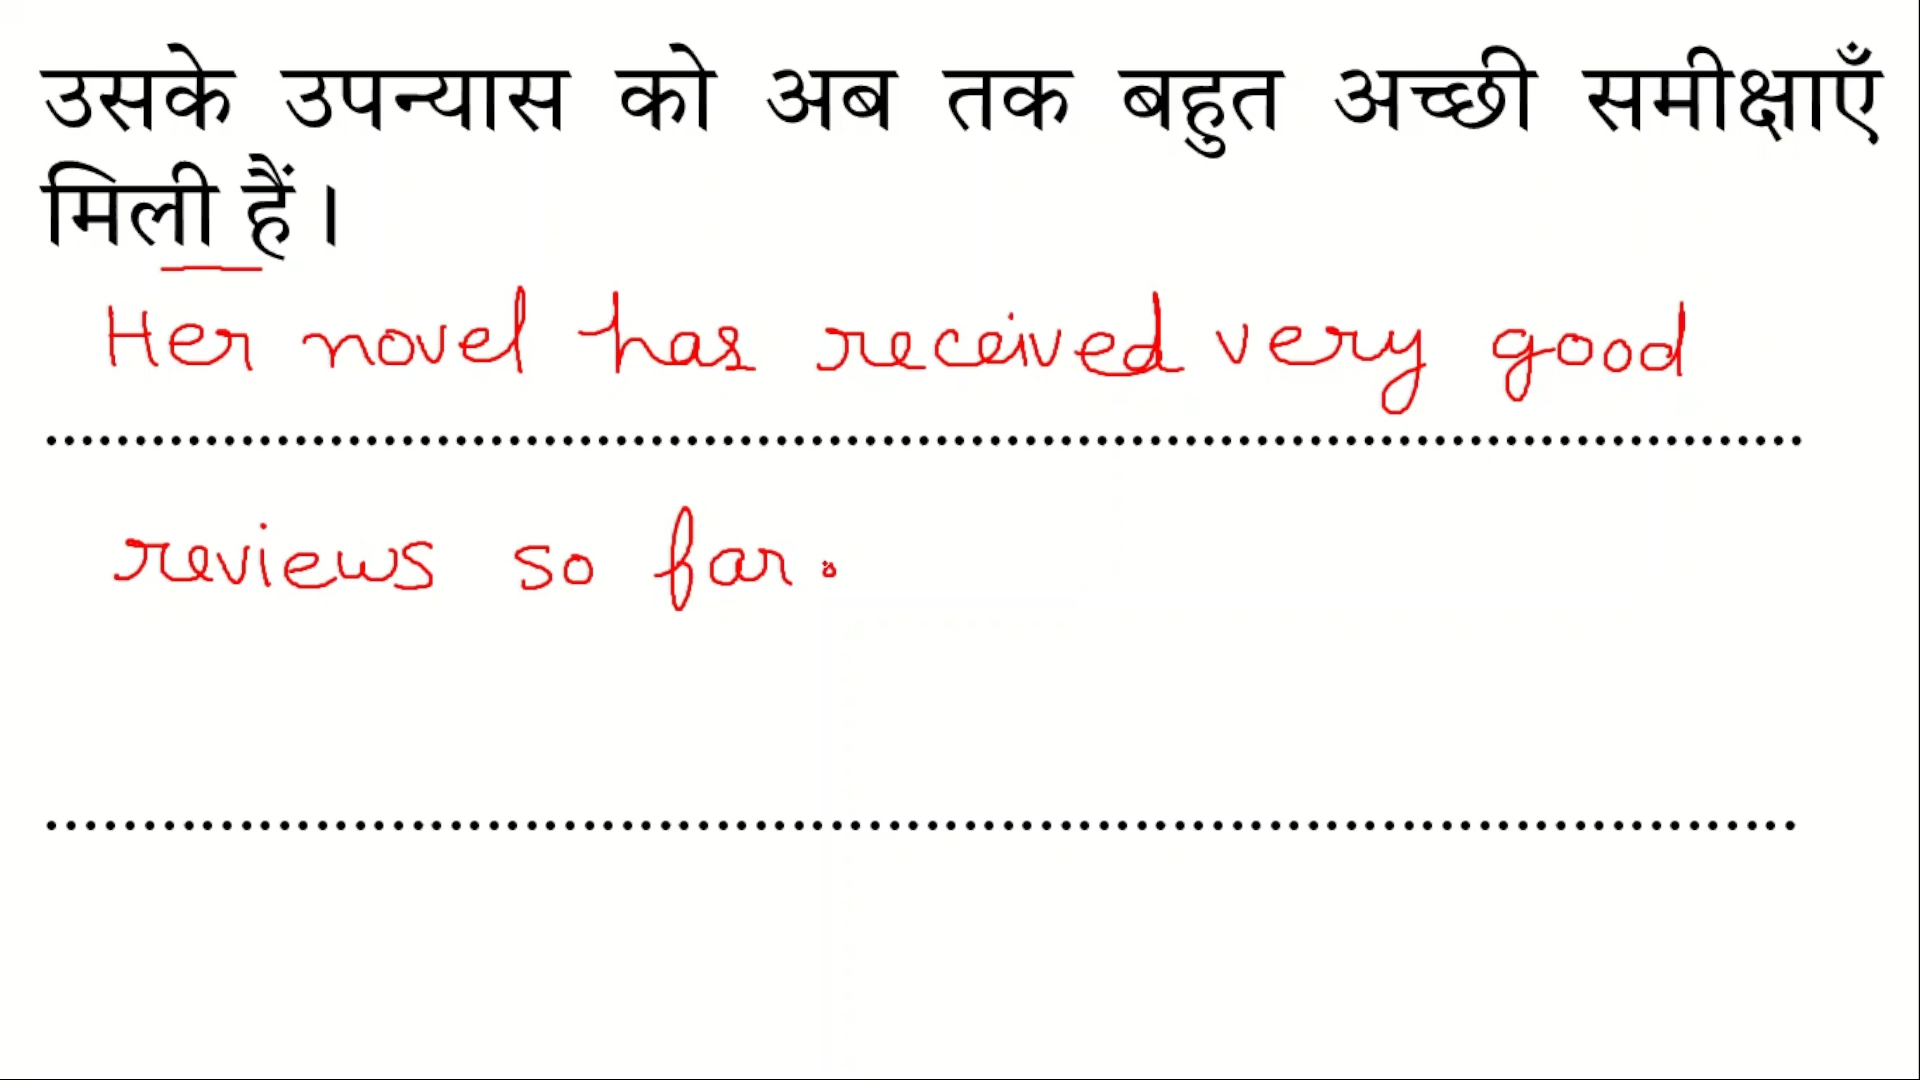 उसके उपन्यास को अब तक बहुत अच्छी समीक्षाएँ
मिली हैं।
Her novel has received very good
reviews so far.